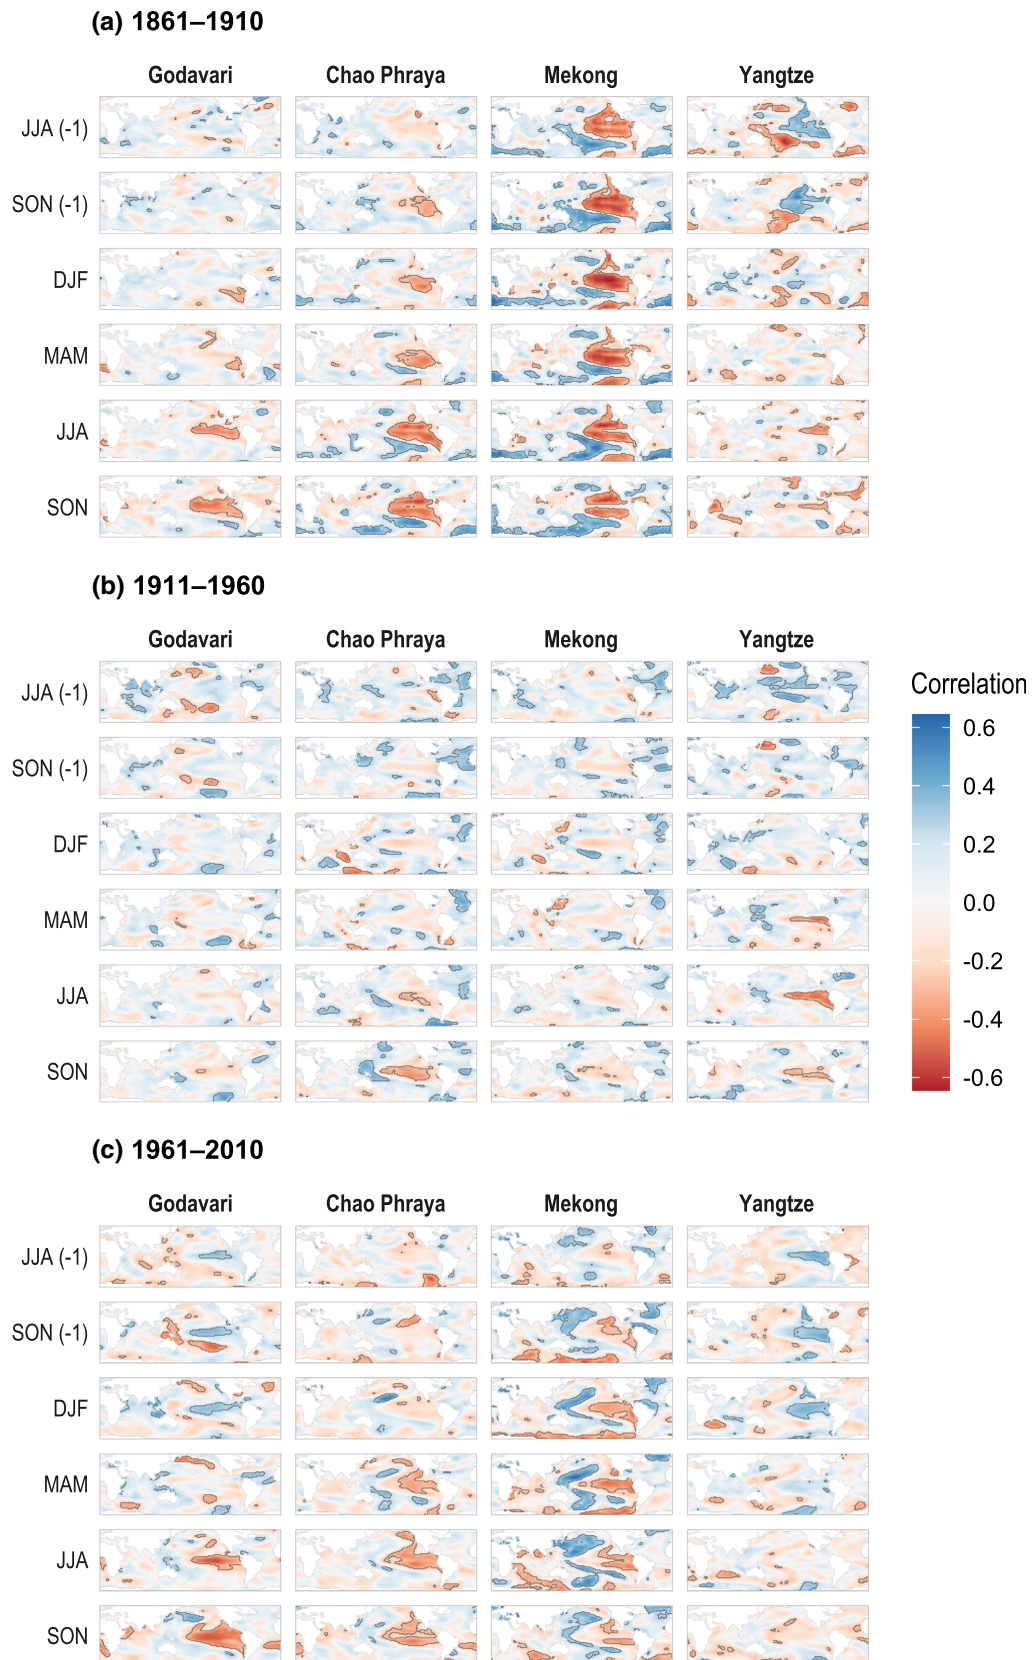 (a) 1861–1910
Godavari Chao Phraya Mekong Yangtze
JJA (-1)
SON (-1)
DJF
MAM
JJA
SON
(b) 1911–1960
Godavari Chao Phraya Mekong Yangtze
JJA (-1)
SON (-1)
DJF
MAM
JJA
SON
Correlation
0.6
0.4
0.2
0.0
-0.2
-0.4
-0.6
(c) 1961–2010
Godavari Chao Phraya Mekong Yangtze
JJA (-1)
SON (-1)
DJF
MAM
JJA
SON